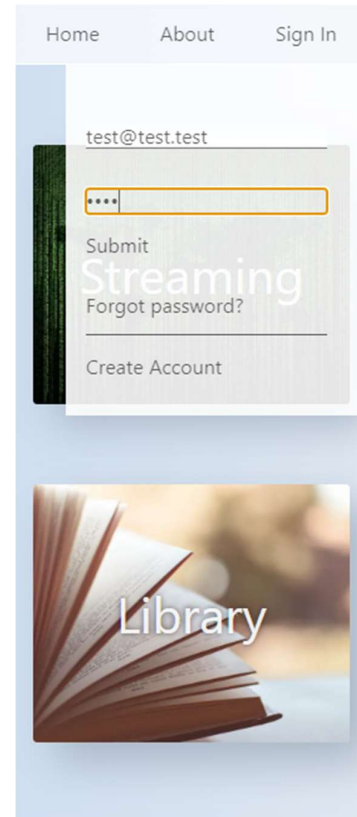 Home About Sign In
test@test.test
••••
Submit
Streaming
Forgot password?
Create Account
Library